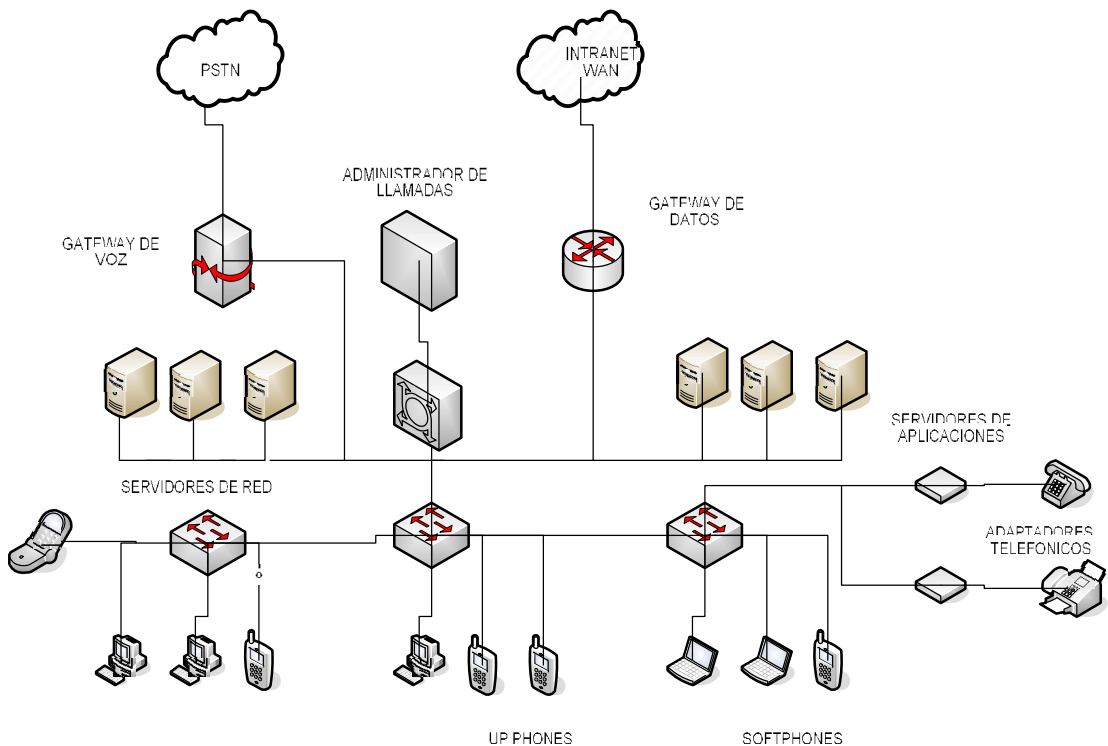 PSTN
INTRANET
WAN
ADMINISTRADOR DE
LLAMADAS
GATEWAY DE
DATOS
GATEWAY DE
VOZ
SERVIDORES DE
APLICACIONES
SERVIDORES DE RED
ADAPTADORES
TELEFONICOS
UP PHONES
SOFTPHONES